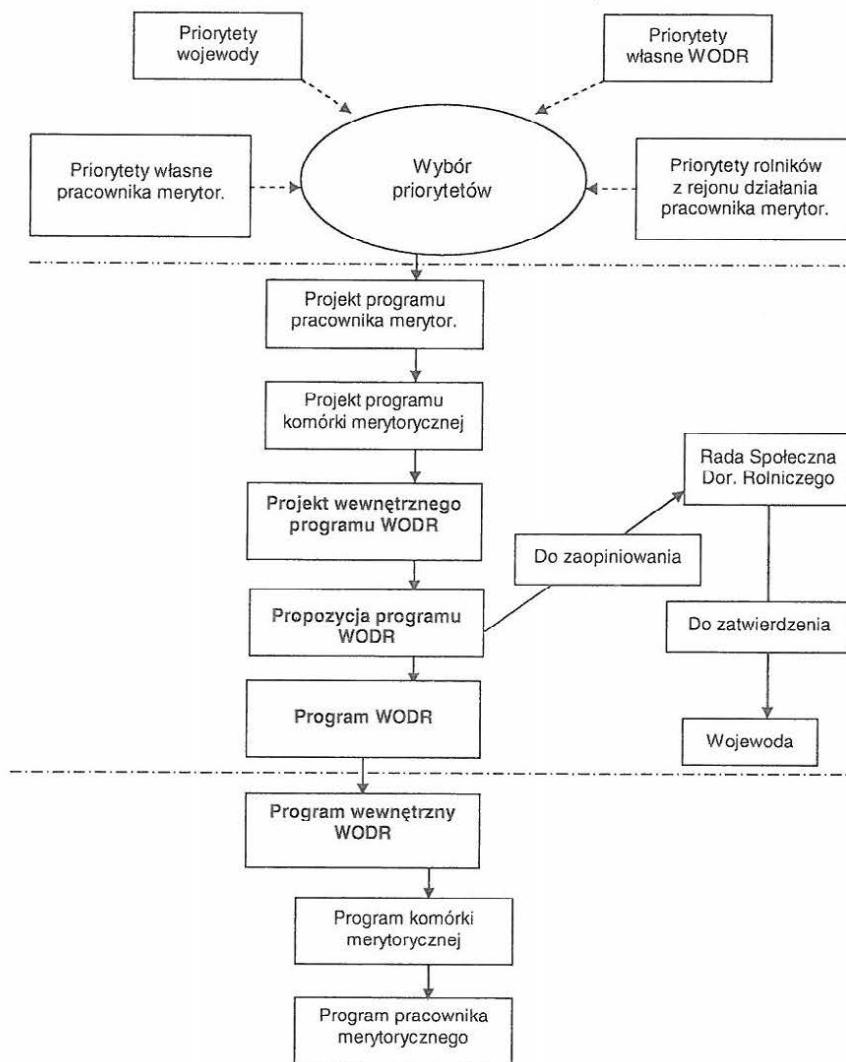 Priorytety
wojewody
Priorytety
własne WODR
Priorytety własne
pracownika merytor.
Wybór
priorytetów
Priorytety rolników
z rejonu działania
pracownika merytor.
Projekt programu
pracownika merytor.
Projekt programu
komórki merytorycznej
Rada Społeczna
Dor. Rolniczego
Projekt wewnętrznego
programu WODR
Do zaopiniowania
Propozycja programu
WODR
Do zatwierdzenia
Program WODR
Wojewoda
Program wewnętrzny
WODR
Program komórki
merytorycznej
Program pracownika
merytorycznego